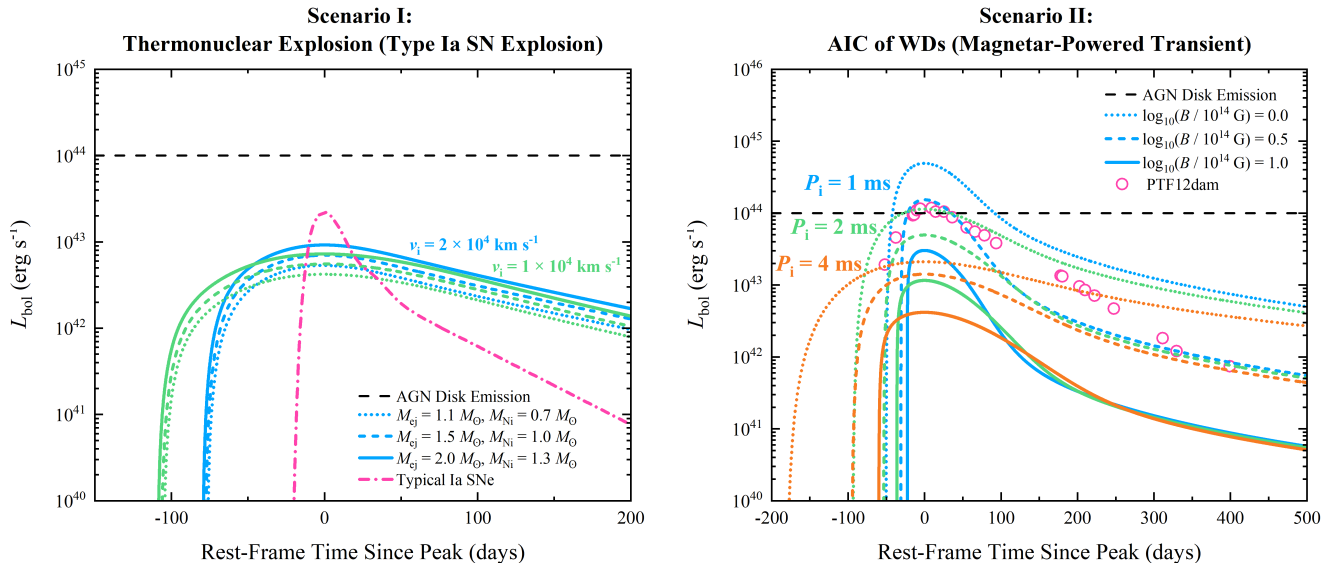 Scenario I:
Thermonuclear Explosion (Type Ia SN Explosion)
10^45
10^44
10^43
10^42
10^41
10^40
L_bol (erg s^-1)
v_i = 2 × 10^4 km s^-1
v_i = 1 × 10^4 km s^-1
AGN Disk Emission
M_ej = 1.1 M_⊙, M_Ni = 0.7 M_⊙
M_ej = 1.5 M_⊙, M_Ni = 1.0 M_⊙
M_ej = 2.0 M_⊙, M_Ni = 1.3 M_⊙
Typical Ia SNe
-100
0
100
200
Rest-Frame Time Since Peak (days)
Scenario II:
AIC of WDs (Magnetar-Powered Transient)
10^46
10^45
10^44
10^43
10^42
10^41
10^40
L_bol (erg s^-1)
AGN Disk Emission
log_10(B / 10^14 G) = 0.0
log_10(B / 10^14 G) = 0.5
log_10(B / 10^14 G) = 1.0
PTF12dam
P_i = 1 ms
P_i = 2 ms
P_i = 4 ms
-200
-100
0
100
200
300
400
500
Rest-Frame Time Since Peak (days)